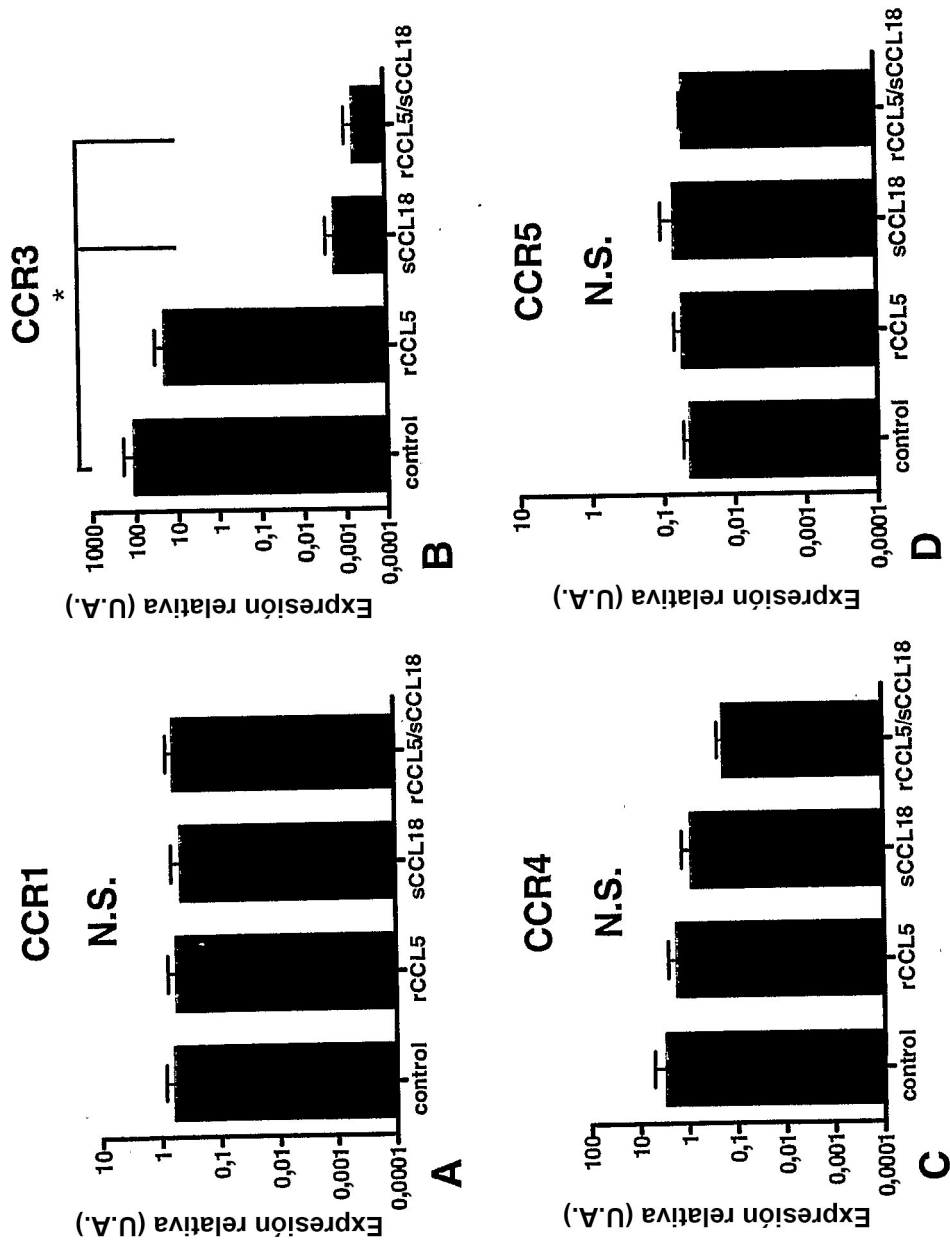 CCR1
N.S.
Expresión relativa (U.A.)
10
1
0,1
0,01
0,001
0,0001
control
rCCL5
sCCL18
rCCL5/sCCL18
A
CCR3
*
Expresión relativa (U.A.)
1000
100
10
1
0,1
0,01
0,001
0,0001
control
rCCL5
sCCL18
rCCL5/sCCL18
B
CCR4
N.S.
Expresión relativa (U.A.)
100
10
1
0,1
0,01
0,001
0,0001
control
rCCL5
sCCL18
rCCL5/sCCL18
C
CCR5
N.S.
Expresión relativa (U.A.)
10
1
0,1
0,01
0,001
0,0001
control
rCCL5
sCCL18
rCCL5/sCCL18
D